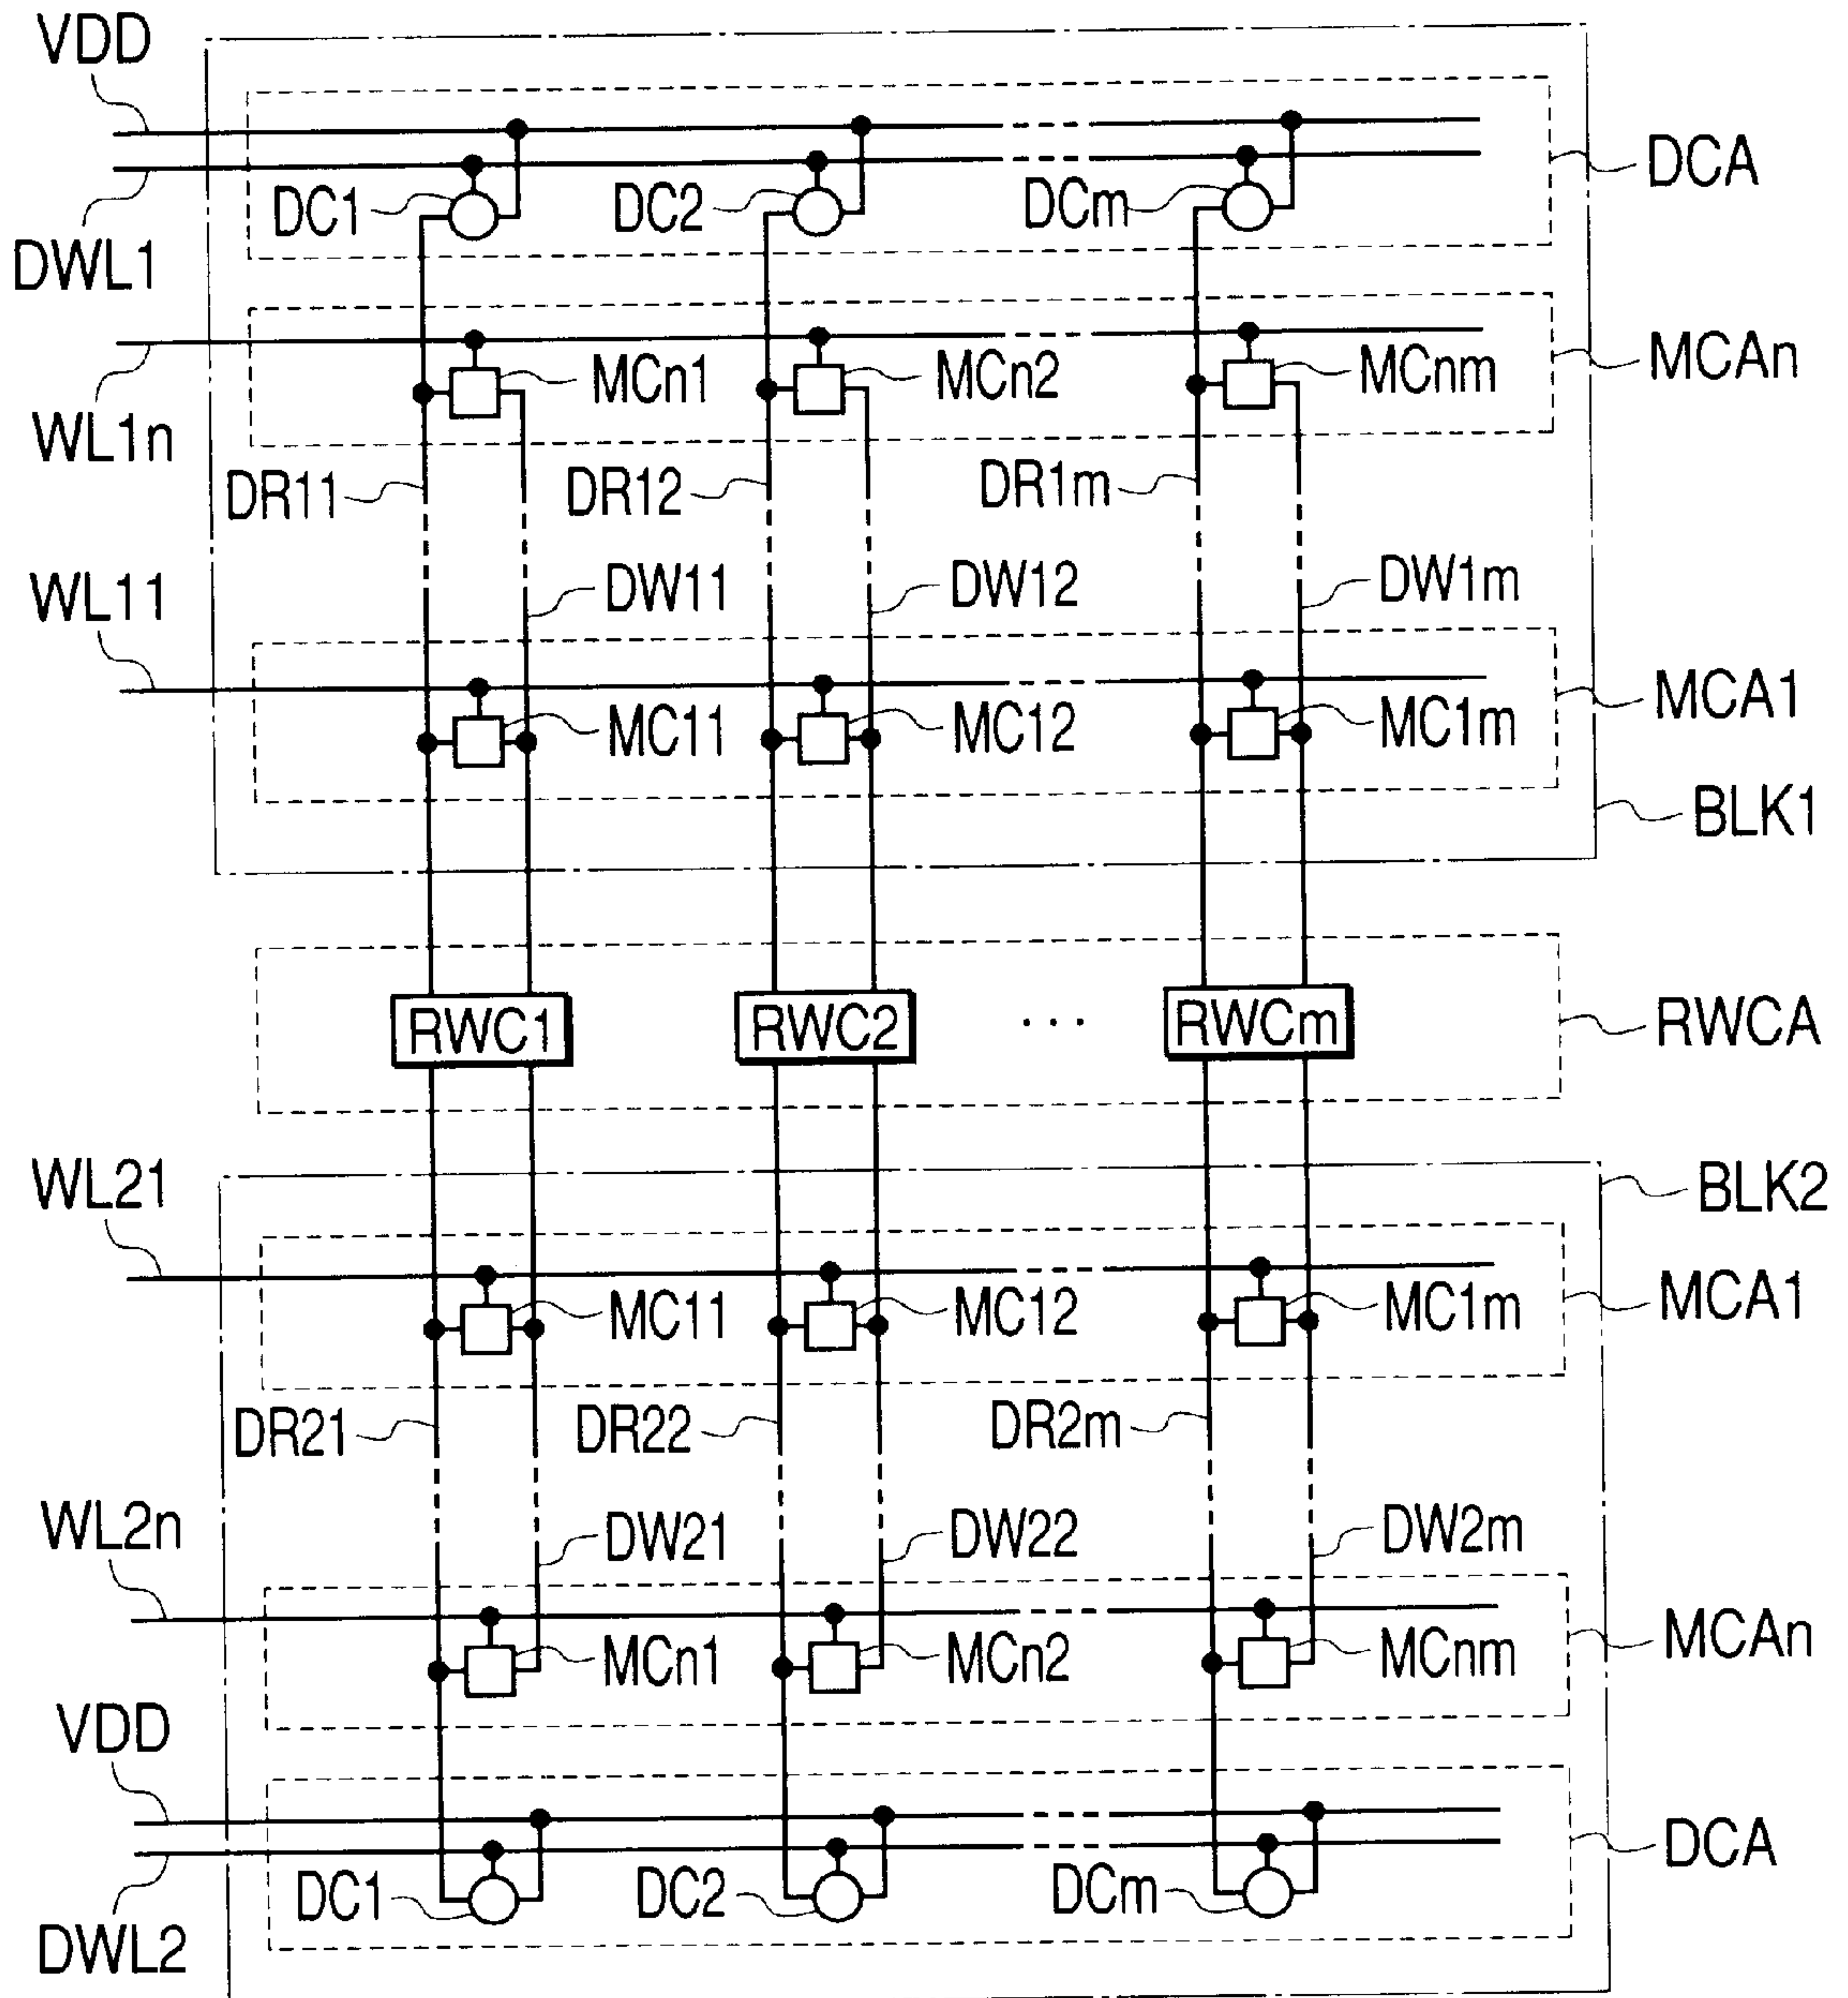 VDD
DCA
DC1
DC2
DCm
DWL1
MCAn
MCn1
MCn2
MCnm
WL1n
DR11
DR12
DR1m
WL11
DW11
DW12
DW1m
MCA1
MC11
MC12
MC1m
BLK1
RWC1
RWC2
...
RWCm
RWCA
WL21
BLK2
MC11
MC12
MC1m
MCA1
DR21
DR22
DR2m
WL2n
DW21
DW22
DW2m
MCn1
MCn2
MCnm
MCAn
VDD
DCA
DC1
DC2
DCm
DWL2